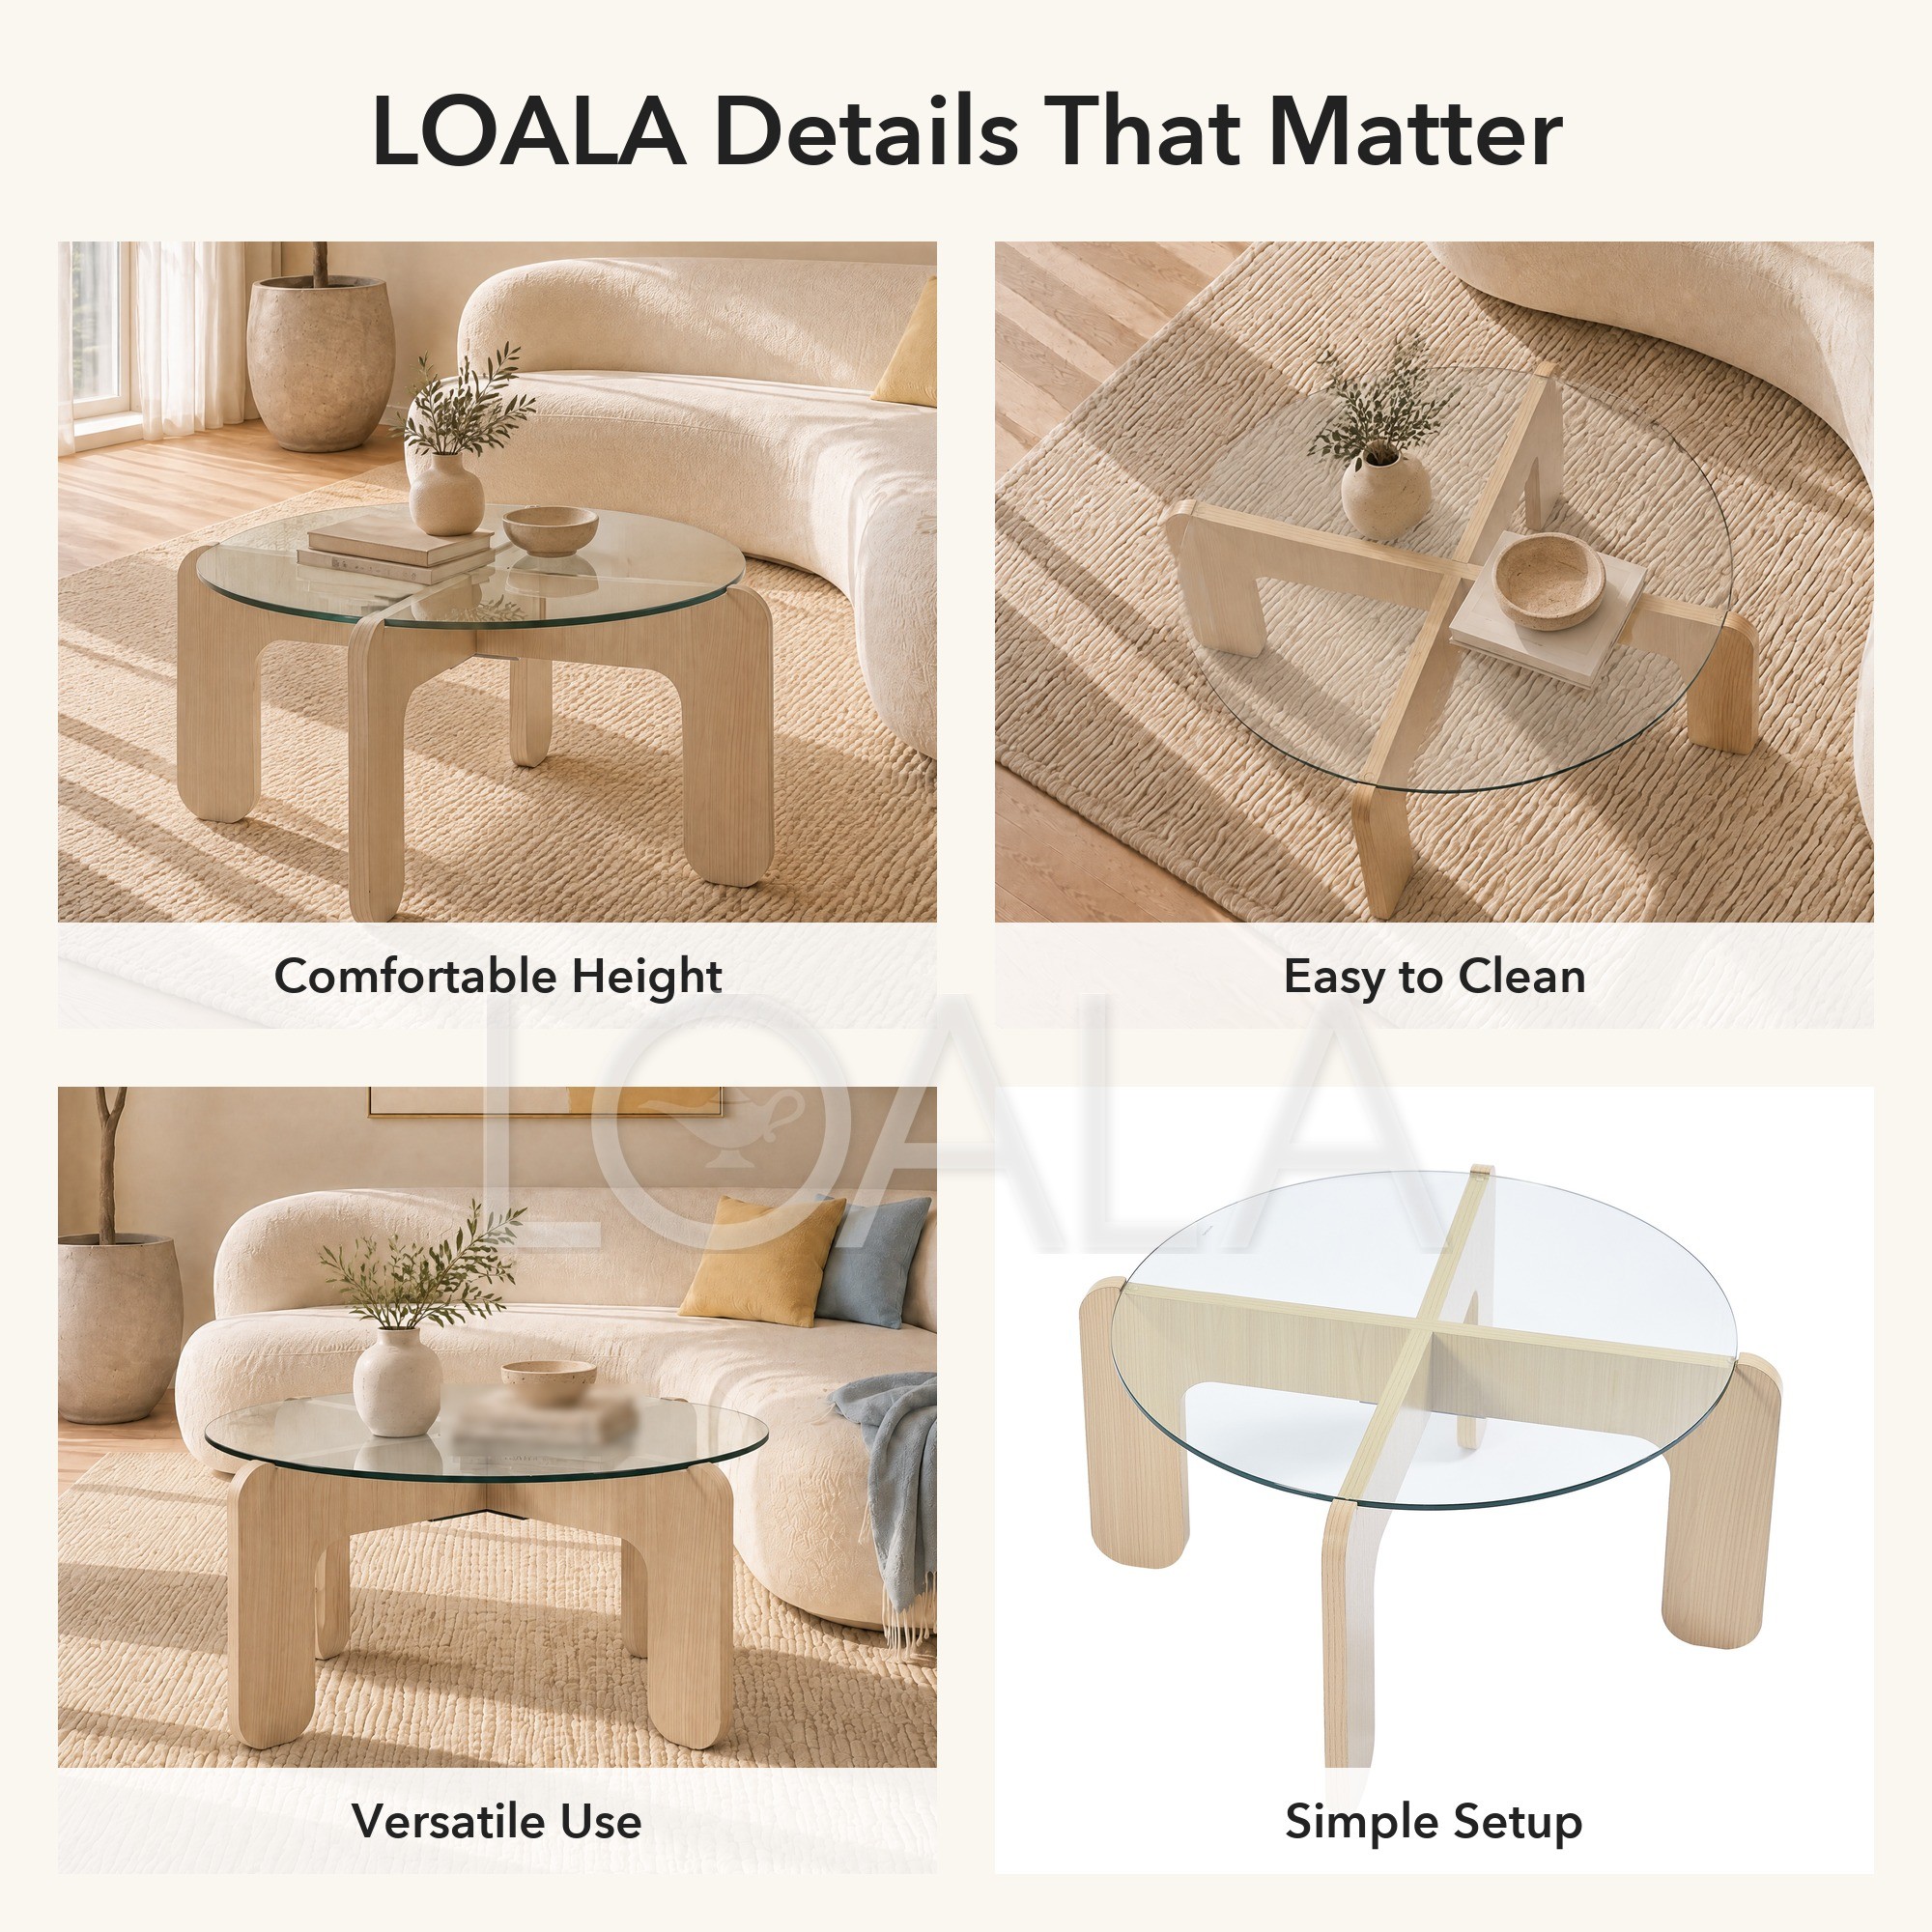 LOALA Details That Matter
Comfortable Height
Easy to Clean
LOALA
Versatile Use
Simple Setup